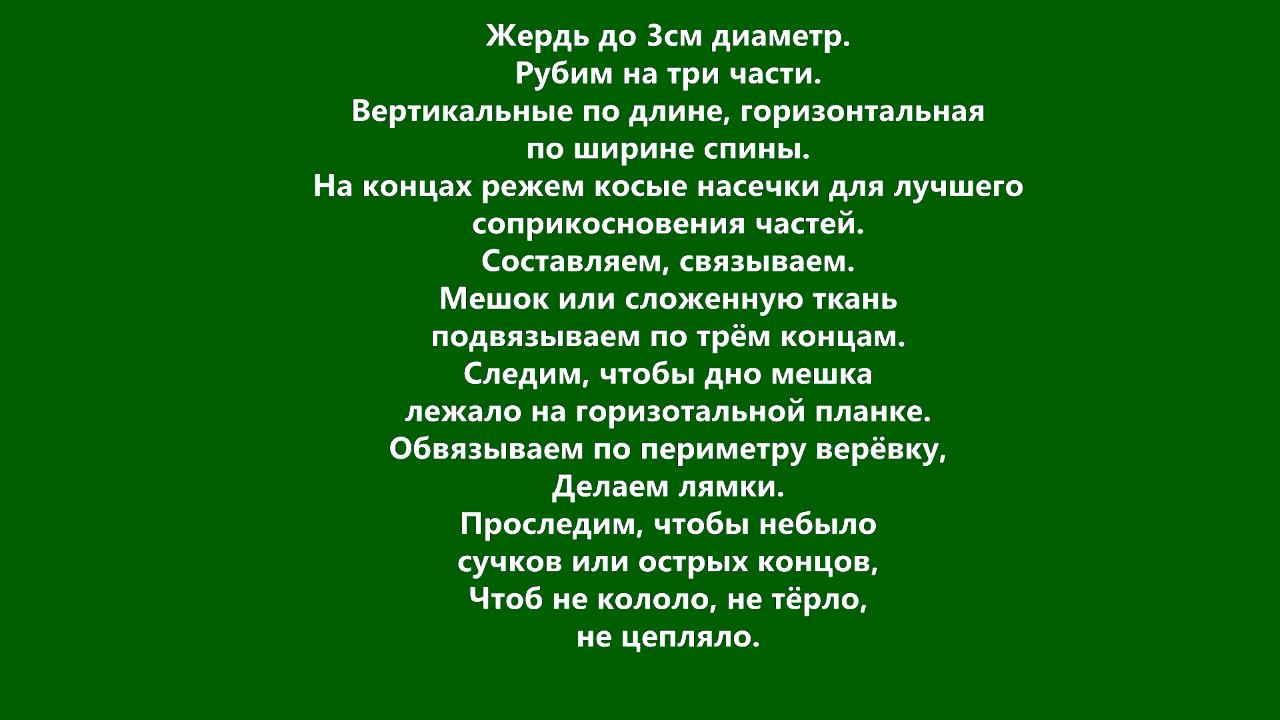 Жердь до 3см диаметр.
Рубим на три части.
Вертикальные по длине, горизонтальная
по ширине спины.
На концах режем косые насечки для лучшего
соприкосновения частей.
Составляем, связываем.
Мешок или сложенную ткань
подвязываем по трём концам.
Следим, чтобы дно мешка
лежало на горизотальной планке.
Обвязываем по периметру верёвку,
Делаем лямки.
Проследим, чтобы небыло
сучков или острых концов,
Чтоб не кололо, не тёрло,
не цепляло.